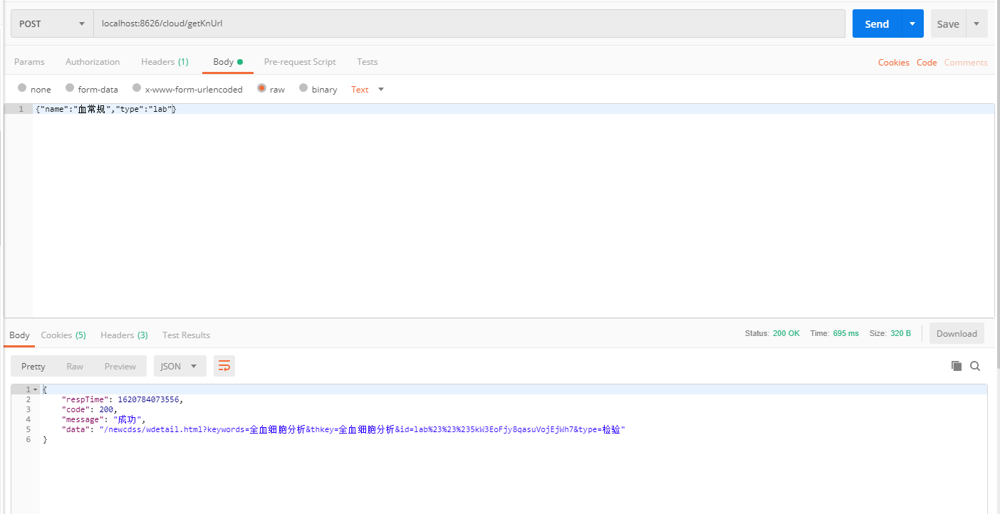 POST localhost:8626/cloud/getKnUrl Send Save
Params Authorization Headers (1) Body Pre-request Script Tests Cookies Code Comments
none form-data x-www-form-urlencoded raw binary Text
1 {"name":"血常规","type":"lab"}
Body Cookies (5) Headers (3) Test Results Status: 200 OK Time: 695 ms Size: 320 B Download
Pretty Raw Preview JSON
1 {
2 "respTime": 1620784073556,
3 "code": 200,
4 "message": "成功",
5 "data": "/newcdss/wdetail.html?keywords=全血细胞分析&thkey=全血细胞分析&id=lab%23%23%235kW3EoFjy8qasuVojEjWh7&type=检验"
6 }